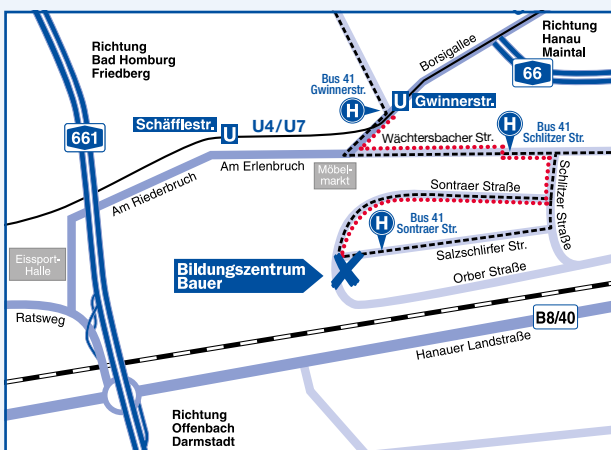 Richtung
Bad Homburg
Friedberg
Richtung
Hanau
Maintal
66
Borsigallee
Bus 41
Gwinnerstr.
H
U
Gwinnerstr.
661
Schäfflestr.
U
U4/U7
Wächtersbacher Str.
H
Bus 41
Schlitzer Str.
Am Erlenbruch
Möbel-
markt
Am Riederbruch
Sontraer Straße
Schlitzer Straße
H
Bus 41
Sontraer Str.
Salzschlirfer Str.
Eissport-
Halle
Bildungszentrum
Bauer
Orber Straße
Ratsweg
B8/40
Hanauer Landstraße
Richtung
Offenbach
Darmstadt